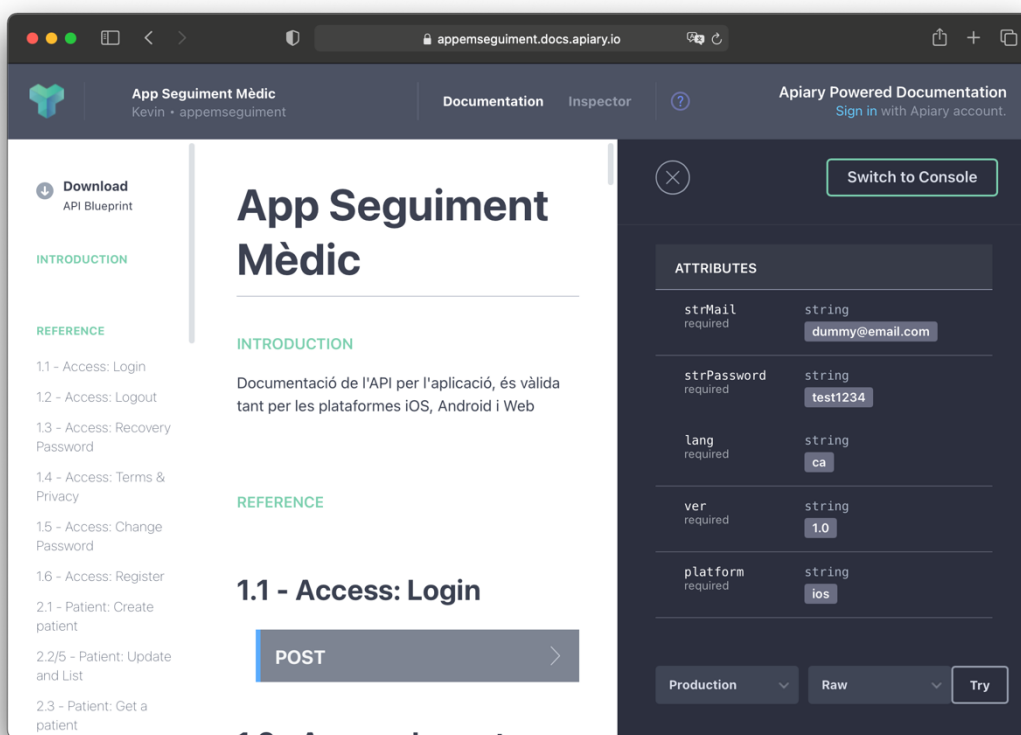 appemseguiment.docs.apiary.io
App Seguiment Mèdic
Kevin • appemseguiment
Documentation
Inspector
?
Apiary Powered Documentation
Sign in with Apiary account.
Download
API Blueprint
INTRODUCTION
REFERENCE
1.1 - Access: Login
1.2 - Access: Logout
1.3 - Access: Recovery
Password
1.4 - Access: Terms &
Privacy
1.5 - Access: Change
Password
1.6 - Access: Register
2.1 - Patient: Create
patient
2.2/5 - Patient: Update
and List
2.3 - Patient: Get a
patient
App Seguiment
Mèdic
INTRODUCTION
Documentació de l'API per l'aplicació, és vàlida
tant per les plataformes iOS, Android i Web
REFERENCE
1.1 - Access: Login
POST
Switch to Console
ATTRIBUTES
strMail string
required dummy@email.com
strPassword string
required test1234
lang string
required ca
ver string
required 1.0
platform string
required ios
Production
Raw
Try